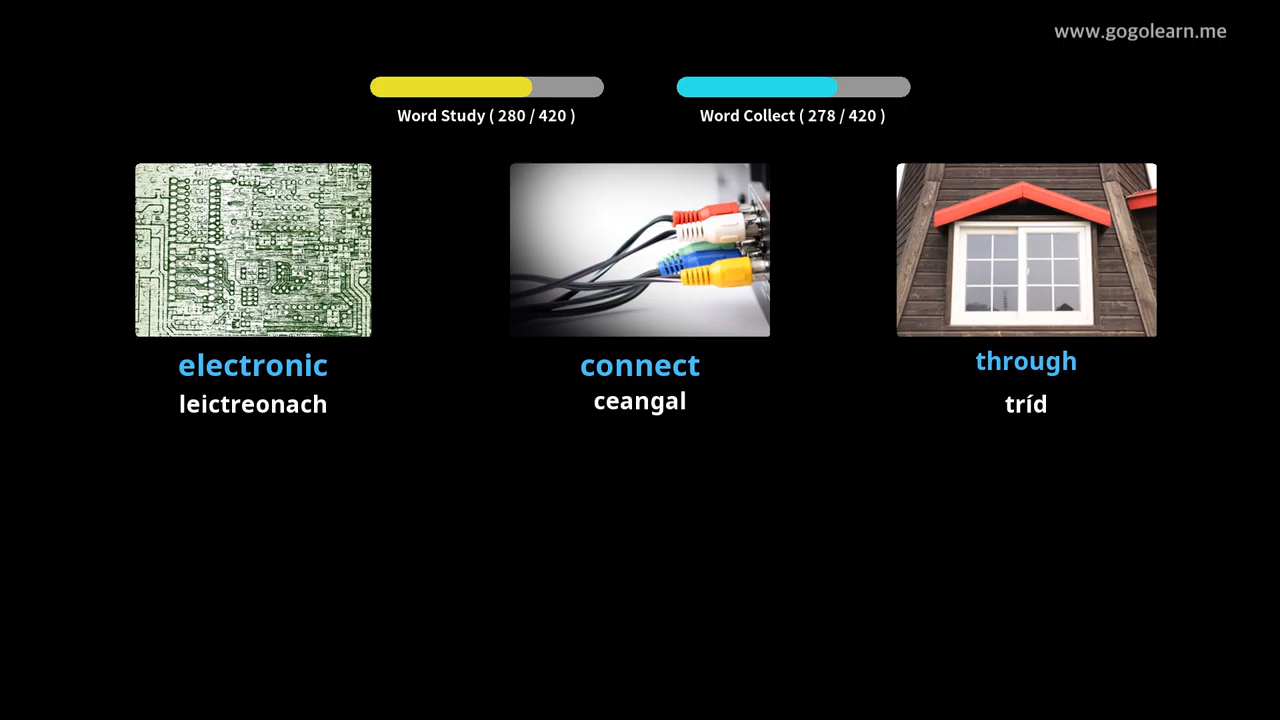 www.gogolearn.me
Word Study ( 280 / 420 )
Word Collect ( 278 / 420 )
electronic
leictreonach
connect
ceangal
through
tríd